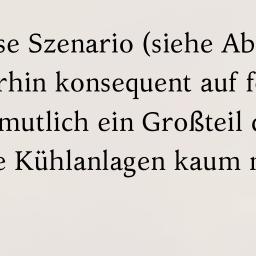 se Szenario (siehe Ab
rhin konsequent auf f
mutlich ein Großteil
e Kühlanlagen kaum